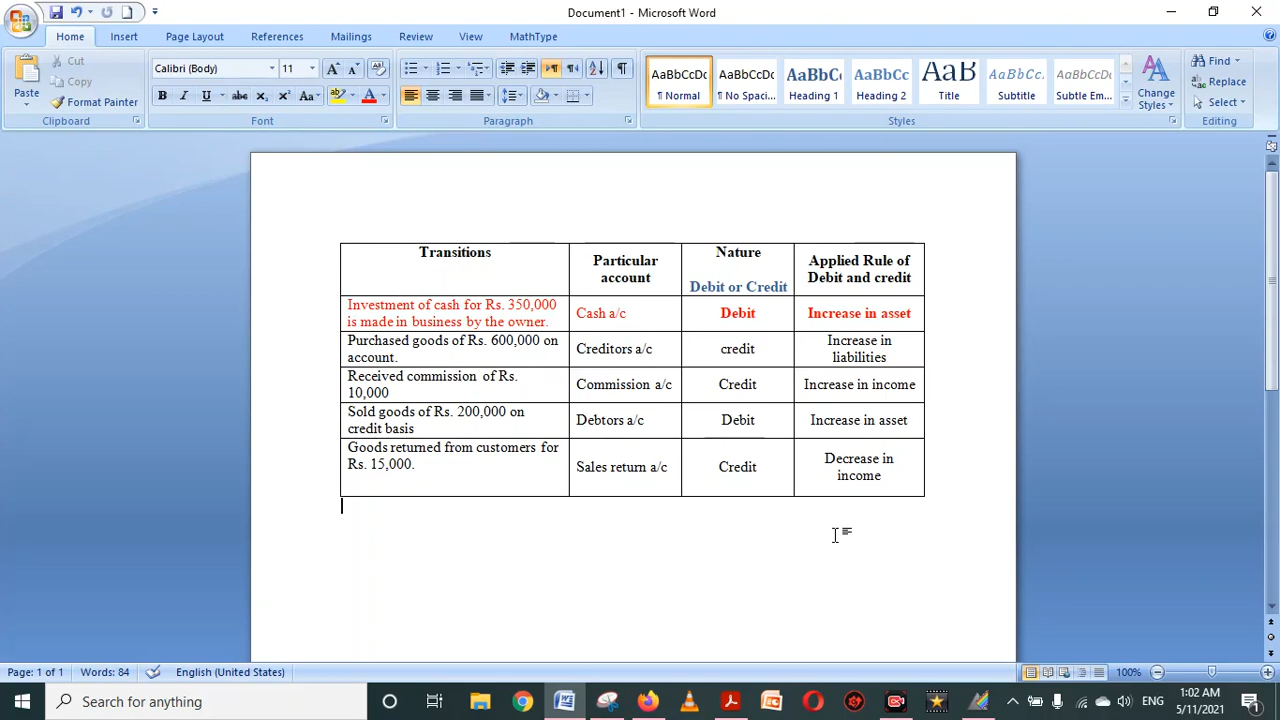 Document1 - Microsoft Word
Home Insert Page Layout References Mailings Review View MathType
Paste
Cut
Copy
Format Painter
Clipboard
Calibri (Body) 11
Font
Paragraph
AaBbCcDc AaBbCcDc AaBbC AaBbCc AaB AaBbCc. AaBbCcD.
¶ Normal ¶ No Spaci... Heading 1 Heading 2 Title Subtitle Subtle Em...
Change
Styles
Styles
Find
Replace
Select
Editing
Transitions
Particular
account
Nature
Debit or Credit
Applied Rule of
Debit and credit
Investment of cash for Rs. 350,000
is made in business by the owner.
Cash a/c
Debit
Increase in asset
Purchased goods of Rs. 600,000 on
account.
Creditors a/c
credit
Increase in
liabilities
Received commission of Rs.
10,000
Commission a/c
Credit
Increase in income
Sold goods of Rs. 200,000 on
credit basis
Debtors a/c
Debit
Increase in asset
Goods returned from customers for
Rs. 15,000.
Sales return a/c
Credit
Decrease in
income
Page: 1 of 1 Words: 84 English (United States) 100%
Search for anything
ENG
1:02 AM
5/11/2021